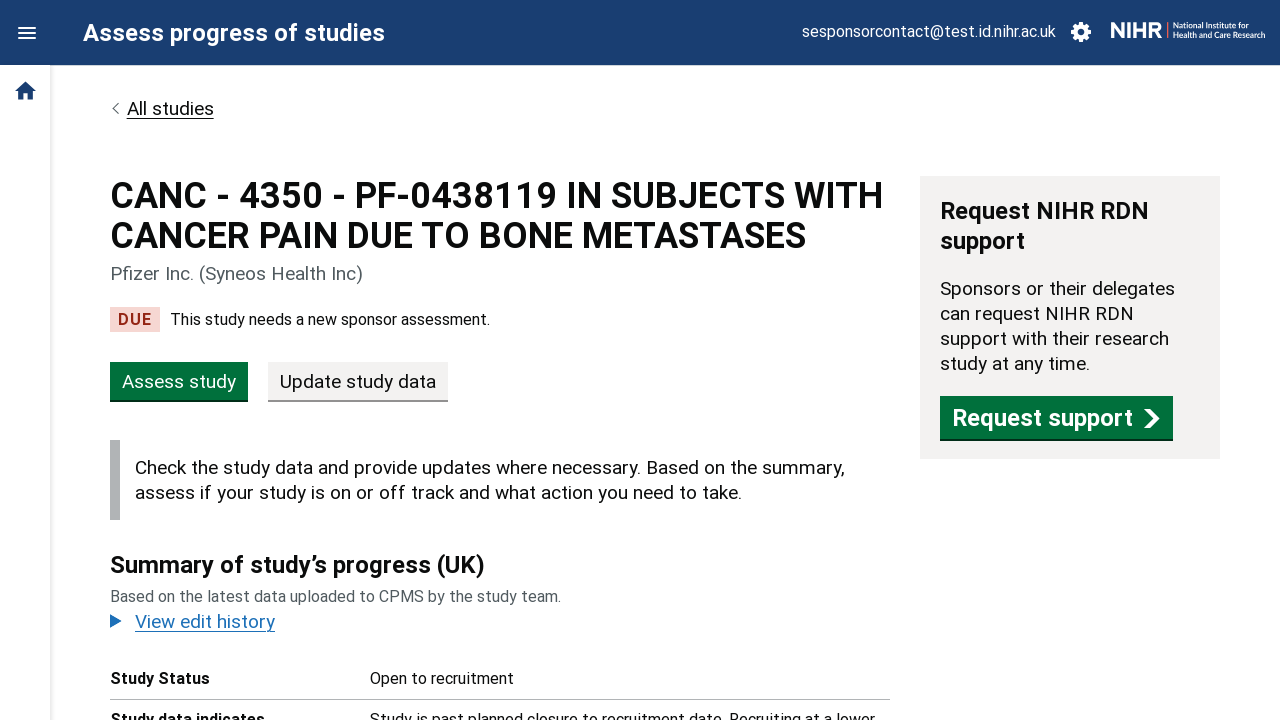 Assess progress of studies
sesponsorcontact@test.id.nihr.ac.uk
NIHR
National Institute for
Health and Care Research
All studies
CANC - 4350 - PF-0438119 IN SUBJECTS WITH
CANCER PAIN DUE TO BONE METASTASES
Pfizer Inc. (Syneos Health Inc)
DUE This study needs a new sponsor assessment.
Assess study Update study data
Check the study data and provide updates where necessary. Based on the summary,
assess if your study is on or off track and what action you need to take.
Summary of study’s progress (UK)
Based on the latest data uploaded to CPMS by the study team.
View edit history
Study Status Open to recruitment
Study data indicates Study is past planned closure to recruitment date, Recruiting at a lower
Request NIHR RDN
support
Sponsors or their delegates
can request NIHR RDN
support with their research
study at any time.
Request support